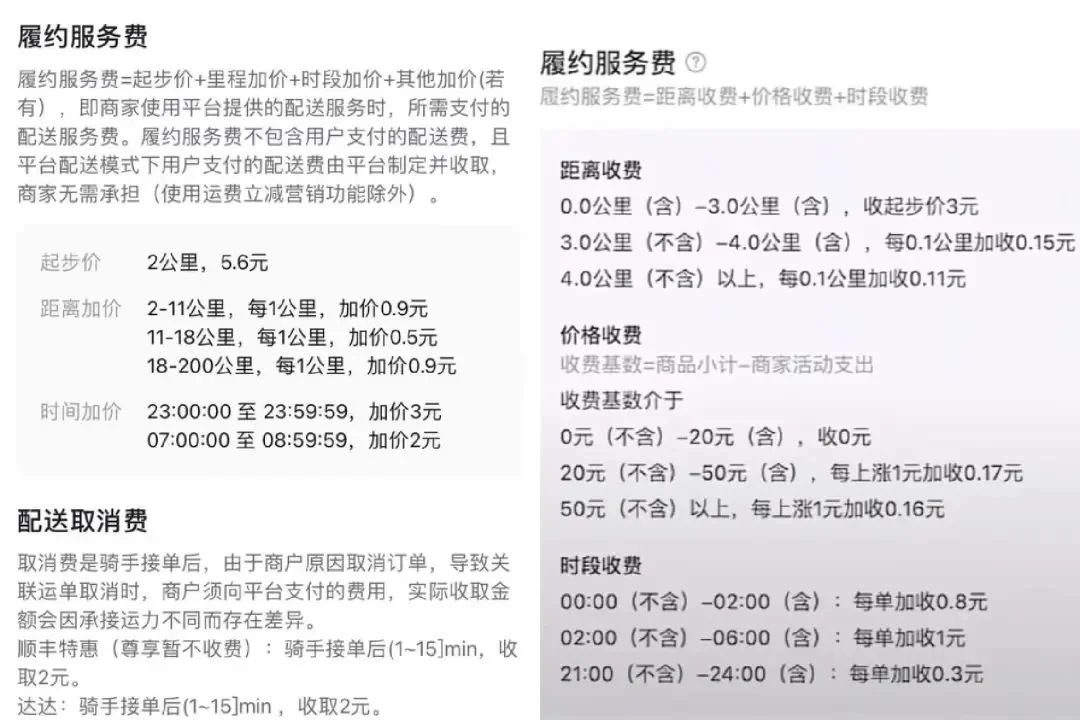 履约服务费
履约服务费=起步价+里程加价+时段加价+其他加价(若
有），即商家使用平台提供的配送服务时，所需支付的
配送服务费。履约服务费不包含用户支付的配送费，且
平台配送模式下用户支付的配送费由平台制定并收取，
商家无需承担（使用运费立减营销功能除外）。
起步价 2公里，5.6元
距离加价 2-11公里，每1公里，加价0.9元
11-18公里，每1公里，加价0.5元
18-200公里，每1公里，加价0.9元
时间加价 23:00:00 至 23:59:59，加价3元
07:00:00 至 08:59:59，加价2元
配送取消费
取消费是骑手接单后，由于商户原因取消订单，导致关
联运单取消时，商户须向平台支付的费用，实际收取金
额会因承接运力不同而存在差异。
顺丰特惠（尊享暂不收费）：骑手接单后(1~15]min，收
取2元。
达达：骑手接单后(1~15]min ，收取2元。
履约服务费 ?
履约服务费=距离收费+价格收费+时段收费
距离收费
0.0公里（含）–3.0公里（含），收起步价3元
3.0公里（不含）–4.0公里（含），每0.1公里加收0.15元
4.0公里（不含）以上，每0.1公里加收0.11元
价格收费
收费基数=商品小计–商家活动支出
收费基数介于
0元（不含）–20元（含），收0元
20元（不含）–50元（含），每上涨1元加收0.17元
50元（不含）以上，每上涨1元加收0.16元
时段收费
00:00（不含）–02:00（含）：每单加收0.8元
02:00（不含）–06:00（含）：每单加收1元
21:00（不含）–24:00（含）：每单加收0.3元